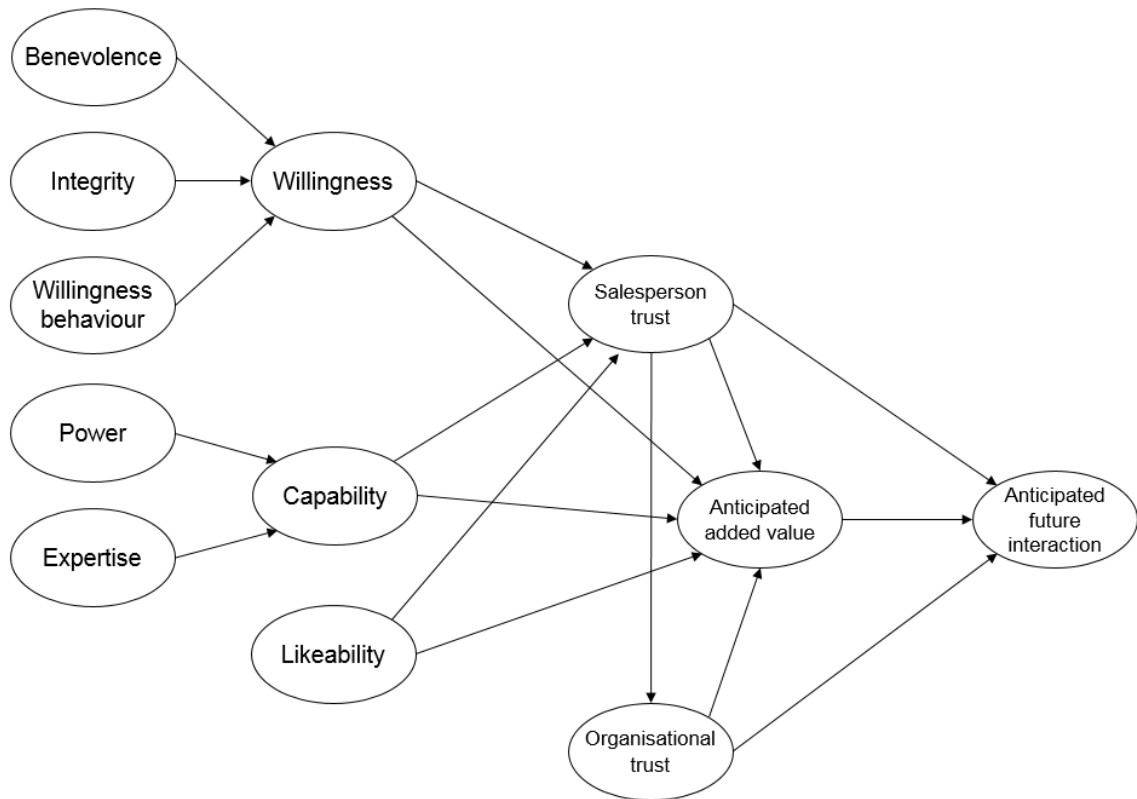 Benevolence
Integrity
Willingness
Willingness
behaviour
Salesperson
trust
Power
Capability
Expertise
Anticipated
added value
Anticipated
future
interaction
Likeability
Organisational
trust